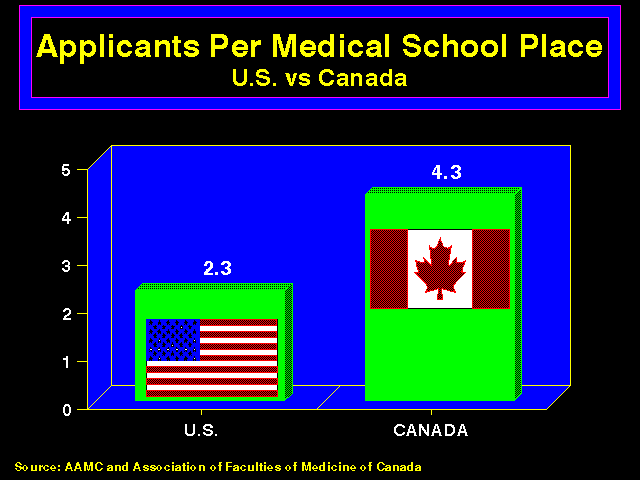 Applicants Per Medical School Place
U.S. vs Canada
5
4
3
2
1
0
2.3
4.3
U.S.
CANADA
Source: AAMC and Association of Faculties of Medicine of Canada